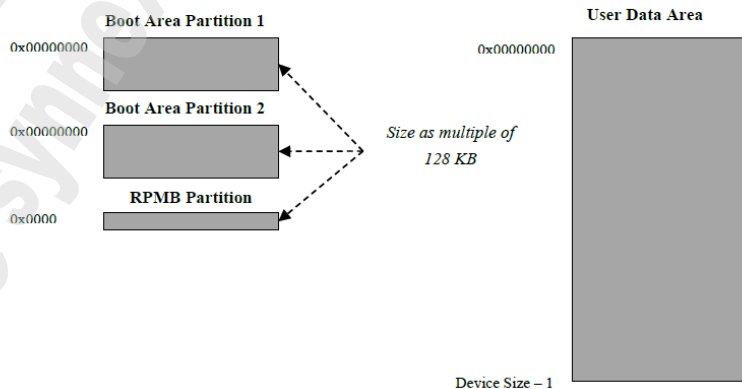 Boot Area Partition 1
0x00000000
Boot Area Partition 2
0x00000000
RPMB Partition
0x0000
Size as multiple of
128 KB
User Data Area
0x00000000
Device Size – 1